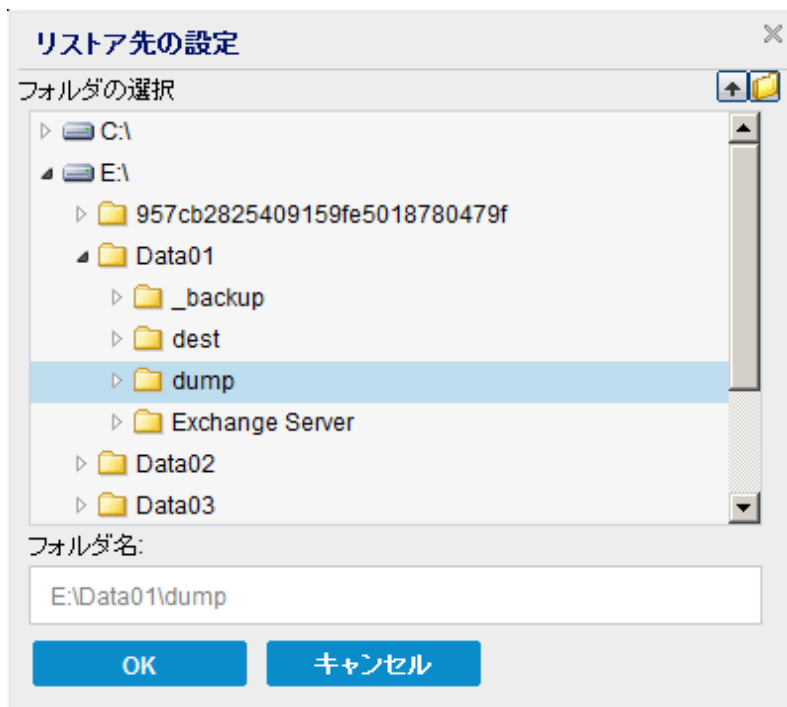 リストア先の設定
フォルダの選択
C:\
E:\
957cb2825409159fe5018780479f
Data01
_backup
dest
dump
Exchange Server
Data02
Data03
フォルダ名:
E:\Data01\dump
OK キャンセル